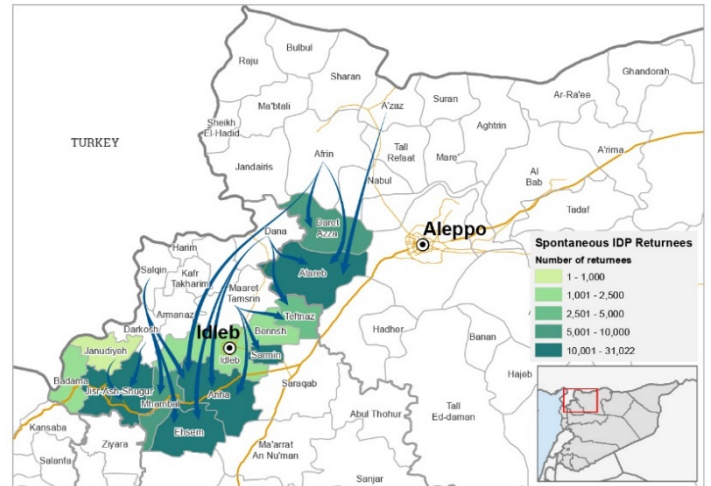 Raju
Bulbul
Sharan
Ghandorah
Ma'btali
A'zaz
Suran
Ar-Ra'ee
Sheikh
El-Hadid
Aghtrin
TURKEY
Afrin
Tall
Refaat
Mare'
A'rima
Jandairis
Nabul
Al
Bab
Tadaf
Daret
Azza
Dana
Aleppo
Harim
Atareb
Salqin
Kafr
Takharim
Maaret
Tamsrin
Armanaz
Teftnaz
Darkosh
Idleb
Bennsh
Hadher
Banan
Janudiyeh
Idleb
Sarmin
Hajeb
Badama
Jisr-Ash-Shugur
Ariha
Saraqab
Mhambal
Abul Thohur
Tall
Ed-daman
Kansaba
Ehsem
Ziyara
Ma'arrat
An Nu'man
Salanfa
Sanjar
Spontaneous IDP Returnees
Number of returnees
1 - 1,000
1,001 - 2,500
2,501 - 5,000
5,001 - 10,000
10,001 - 31,022